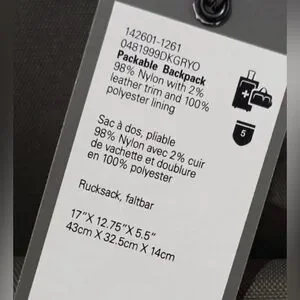 142601-1261
0481999DKGRYO
Packable Backpack
98% Nylon with 2%
leather trim and 100%
polyester lining
Sac à dos, pliable
98% Nylon avec 2% cuir
de vachette et doublure
en 100% polyester
Rucksack, faltbar
17"X 12.75"X 5.5"
43cm X 32.5cm X 14cm
5